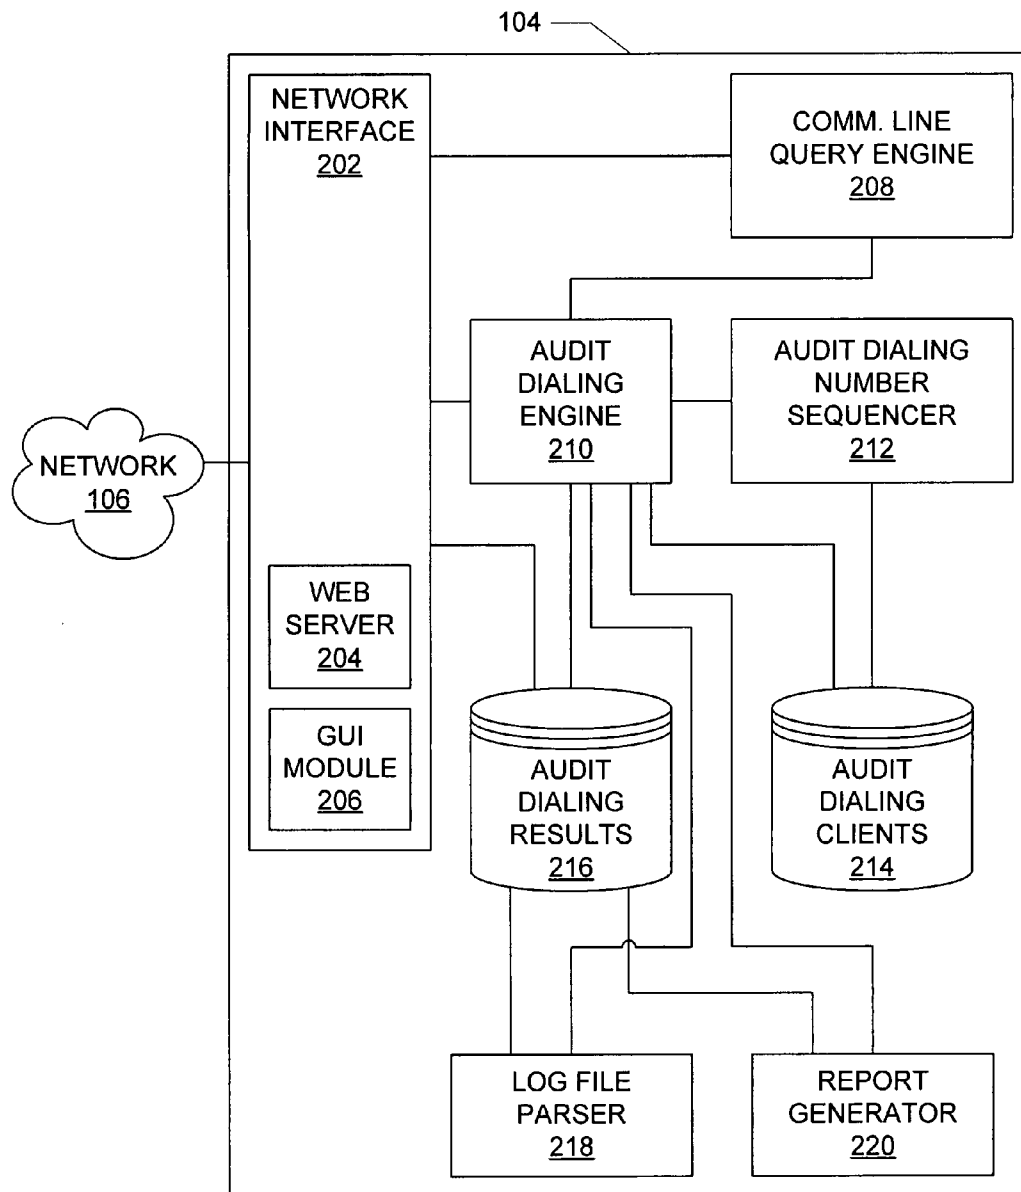 104
NETWORK
INTERFACE
202
COMM. LINE
QUERY ENGINE
208
AUDIT
DIALING
ENGINE
210
AUDIT DIALING
NUMBER
SEQUENCER
212
NETWORK
106
WEB
SERVER
204
GUI
MODULE
206
AUDIT
DIALING
RESULTS
216
AUDIT
DIALING
CLIENTS
214
LOG FILE
PARSER
218
REPORT
GENERATOR
220